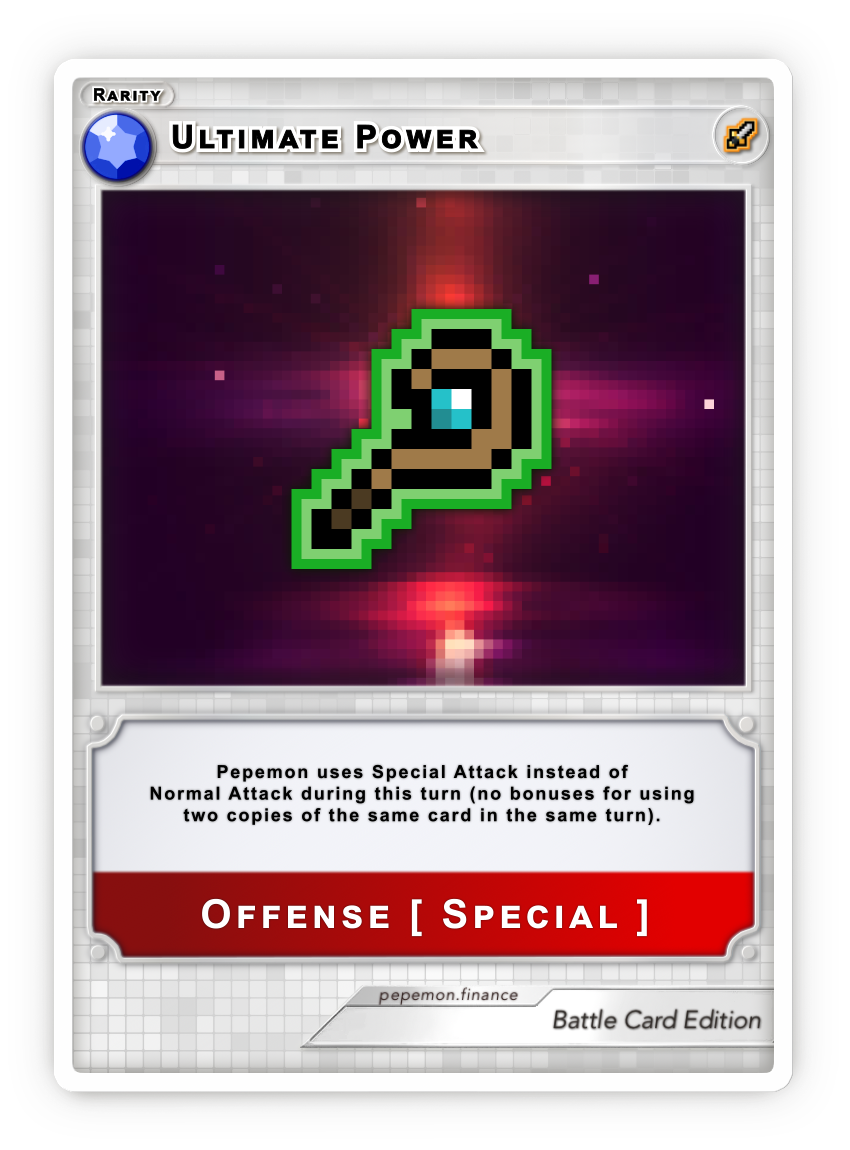 Rarity
Ultimate Power
Pepemon uses Special Attack instead of
Normal Attack during this turn (no bonuses for using
two copies of the same card in the same turn).
Offense [ Special ]
pepemon.finance
Battle Card Edition